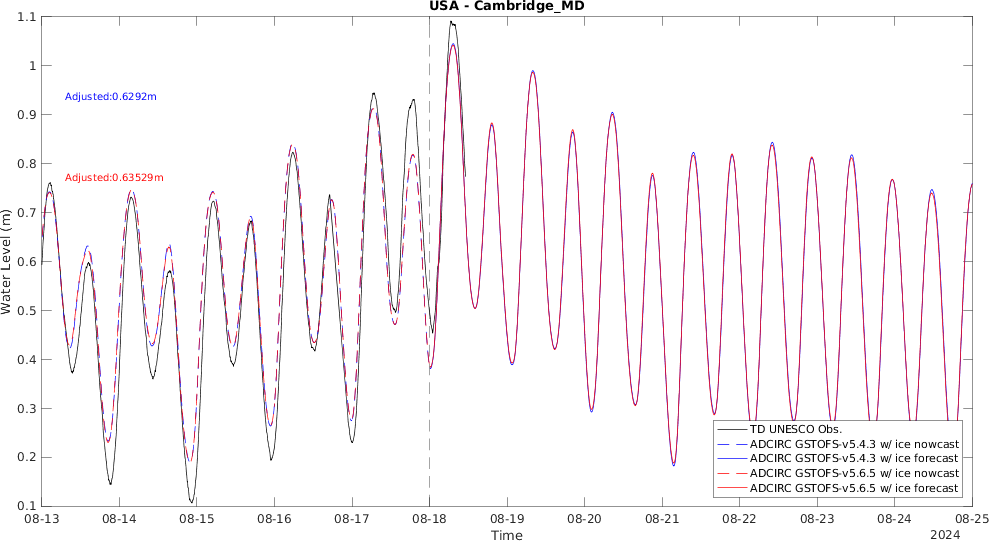 USA - Cambridge_MD
Water Level (m)
1.1
1
0.9
0.8
0.7
0.6
0.5
0.4
0.3
0.2
0.1
Adjusted:0.6292m
Adjusted:0.63529m
TD UNESCO Obs.
ADCIRC GSTOFS-v5.4.3 w/ ice nowcast
ADCIRC GSTOFS-v5.4.3 w/ ice forecast
ADCIRC GSTOFS-v5.6.5 w/ ice nowcast
ADCIRC GSTOFS-v5.6.5 w/ ice forecast
08-13 08-14 08-15 08-16 08-17 08-18 08-19 08-20 08-21 08-22 08-23 08-24 08-25
Time
2024